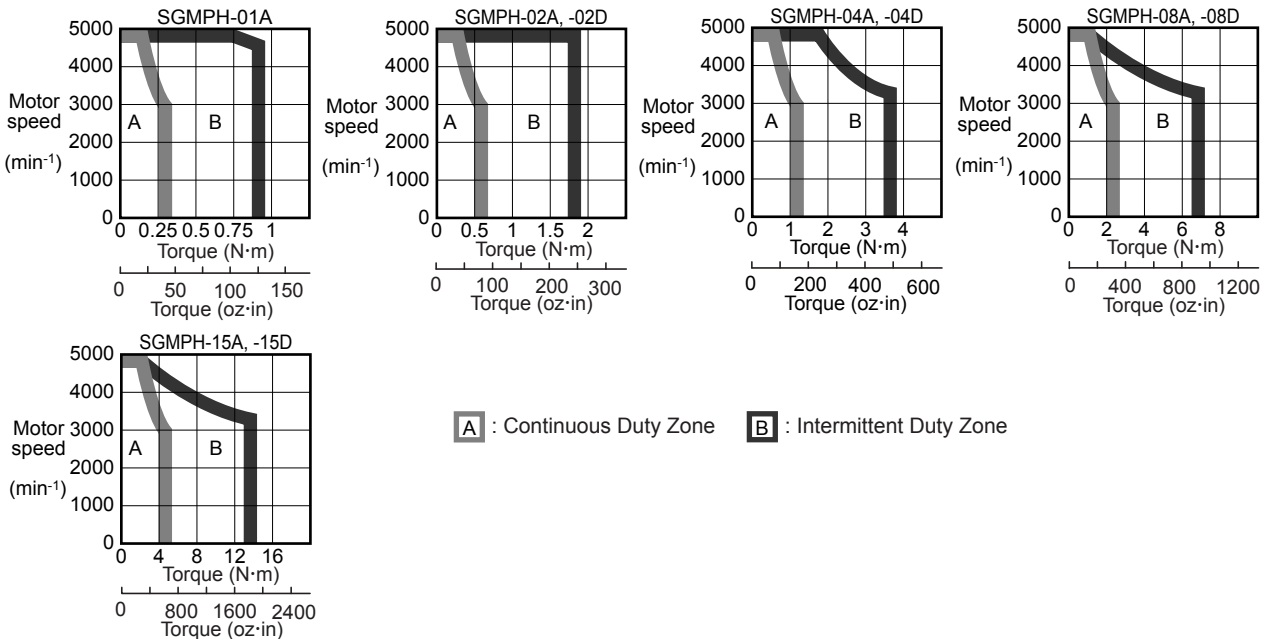 SGMPH-01A
5000
4000
3000
2000
1000
0
Motor
speed
(min-1)
A
B
0 0.25 0.5 0.75 1
Torque (N·m)
0 50 100 150
Torque (oz·in)
SGMPH-02A, -02D
5000
4000
3000
2000
1000
0
Motor
speed
(min-1)
A
B
0 0.5 1 1.5 2
Torque (N·m)
0 100 200 300
Torque (oz·in)
SGMPH-04A, -04D
5000
4000
3000
2000
1000
0
Motor
speed
(min-1)
A
B
0 1 2 3 4
Torque (N·m)
0 200 400 600
Torque (oz·in)
SGMPH-08A, -08D
5000
4000
3000
2000
1000
0
Motor
speed
(min-1)
A
B
0 2 4 6 8
Torque (N·m)
0 400 800 1200
Torque (oz·in)
SGMPH-15A, -15D
5000
4000
3000
2000
1000
0
Motor
speed
(min-1)
A
B
0 4 8 12 16
Torque (N·m)
0 800 1600 2400
Torque (oz·in)
A : Continuous Duty Zone
B : Intermittent Duty Zone